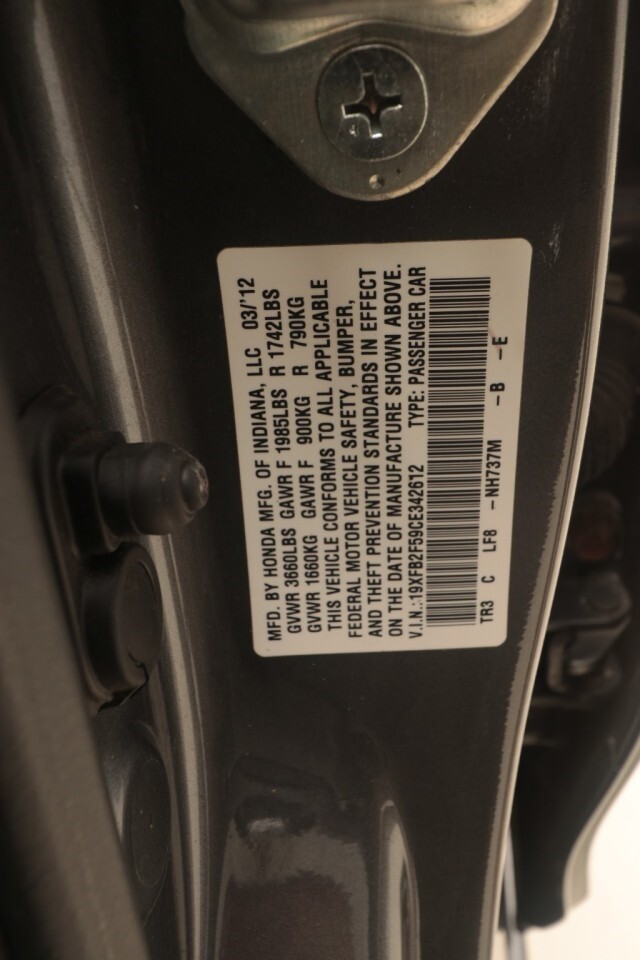 MFD. BY HONDA MFG. OF INDIANA, LLC 03/'12
GVWR 3660LBS GAWR F 1985LBS R 1742LBS
GVWR 1660KG GAWR F 900KG R 790KG
THIS VEHICLE CONFORMS TO ALL APPLICABLE
FEDERAL MOTOR VEHICLE SAFETY, BUMPER,
AND THEFT PREVENTION STANDARDS IN EFFECT
ON THE DATE OF MANUFACTURE SHOWN ABOVE.
V.I.N.:19XFB2F59CE342612 TYPE: PASSENGER CAR
TR3 C LF8 -NH737M -B -E